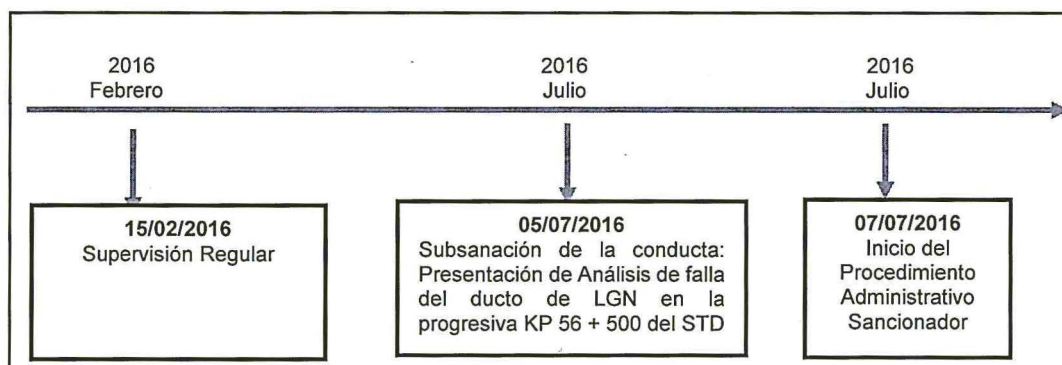 2016
Febrero
2016
Julio
2016
Julio
15/02/2016
Supervisión Regular
05/07/2016
Subsanación de la conducta:
Presentación de Análisis de falla
del ducto de LGN en la
progresiva KP 56 + 500 del STD
07/07/2016
Inicio del
Procedimiento
Administrativo
Sancionador